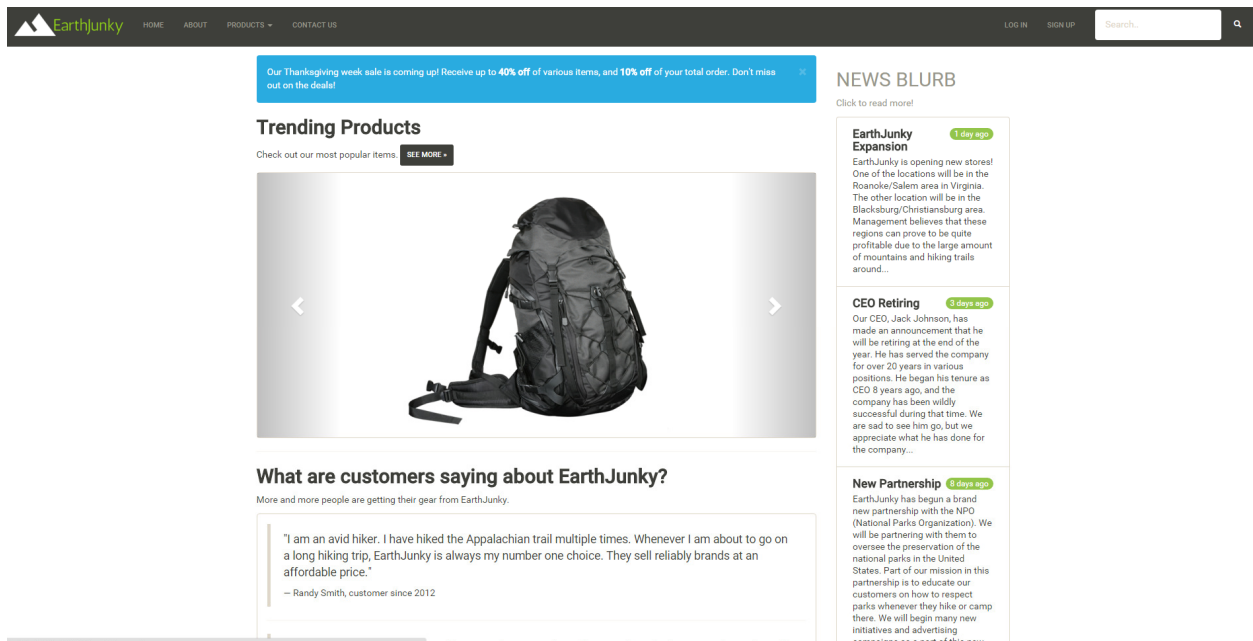 EarthJunky HOME ABOUT PRODUCTS CONTACT US LOG IN SIGN UP Search..
Our Thanksgiving week sale is coming up! Receive up to 40% off of various items, and 10% off of your total order. Don't miss
out on the deals!
×
Trending Products
Check out our most popular items. SEE MORE »
What are customers saying about EarthJunky?
More and more people are getting their gear from EarthJunky.
"I am an avid hiker. I have hiked the Appalachian trail multiple times. Whenever I am about to go on
a long hiking trip, EarthJunky is always my number one choice. They sell reliably brands at an
affordable price."
— Randy Smith, customer since 2012
NEWS BLURB
Click to read more!
EarthJunky 1 day ago
Expansion
EarthJunky is opening new stores!
One of the locations will be in the
Roanoke/Salem area in Virginia.
The other location will be in the
Blacksburg/Christiansburg area.
Management believes that these
regions can prove to be quite
profitable due to the large amount
of mountains and hiking trails
around...
CEO Retiring 3 days ago
Our CEO, Jack Johnson, has
made an announcement that he
will be retiring at the end of the
year. He has served the company
for over 20 years in various
positions. He began his tenure as
CEO 8 years ago, and the
company has been wildly
successful during that time. We
are sad to see him go, but we
appreciate what he has done for
the company...
New Partnership 8 days ago
EarthJunky has begun a brand
new partnership with the NPO
(National Parks Organization). We
will be partnering with them to
oversee the preservation of the
national parks in the United
States. Part of our mission in this
partnership is to educate our
customers on how to respect
parks whenever they hike or camp
there. We will begin many new
initiatives and advertising